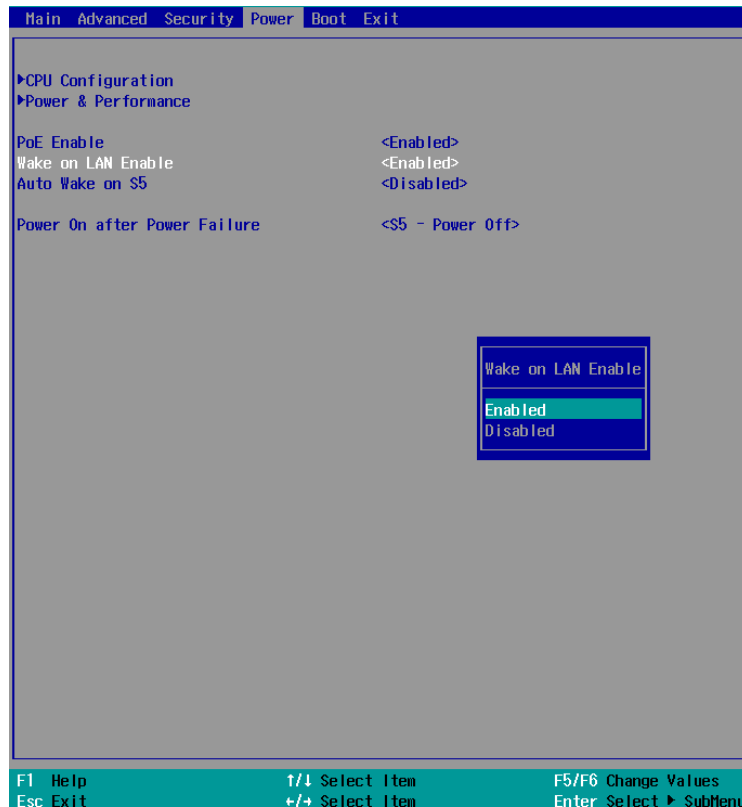 Main Advanced Security Power Boot Exit
▶CPU Configuration
▶Power & Performance
PoE Enable <Enabled>
Wake on LAN Enable <Enabled>
Auto Wake on S5 <Disabled>
Power On after Power Failure <S5 - Power Off>
Wake on LAN Enable
Enabled
Disabled
F1 Help ↑/↓ Select Item F5/F6 Change Values
Esc Exit ←/→ Select Item Enter Select ▶ SubMenu